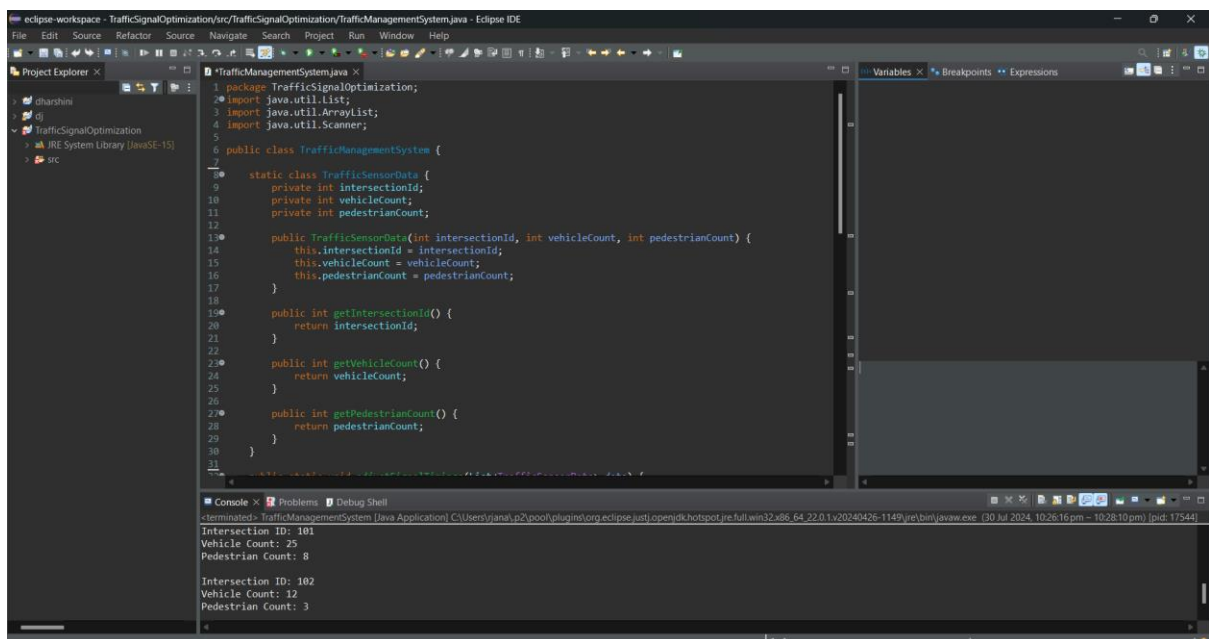 eclipse-workspace - TrafficSignalOptimization/src/TrafficSignalOptimization/TrafficManagementSystem.java - Eclipse IDE
File Edit Source Refactor Source Navigate Search Project Run Window Help
Project Explorer
dharshini
dj
TrafficSignalOptimization
JRE System Library [JavaSE-15]
src
*TrafficManagementSystem.java
1 package TrafficSignalOptimization;
2 import java.util.List;
3 import java.util.ArrayList;
4 import java.util.Scanner;
5
6 public class TrafficManagementSystem {
7
8 static class TrafficSensorData {
9 private int intersectionId;
10 private int vehicleCount;
11 private int pedestrianCount;
12
13 public TrafficSensorData(int intersectionId, int vehicleCount, int pedestrianCount) {
14 this.intersectionId = intersectionId;
15 this.vehicleCount = vehicleCount;
16 this.pedestrianCount = pedestrianCount;
17 }
18
19 public int getIntersectionId() {
20 return intersectionId;
21 }
22
23 public int getVehicleCount() {
24 return vehicleCount;
25 }
26
27 public int getPedestrianCount() {
28 return pedestrianCount;
29 }
30 }
31
Variables Breakpoints Expressions
Console Problems Debug Shell
<terminated> TrafficManagementSystem [Java Application] C:\Users\rjana\.p2\pool\plugins\org.eclipse.justj.openjdk.hotspot.jre.full.win32.x86_64_22.0.1.v20240426-1149\jre\bin\javaw.exe (30 Jul 2024, 10:26:16 pm – 10:28:10 pm) [pid: 17544]
Intersection ID: 101
Vehicle Count: 25
Pedestrian Count: 8
Intersection ID: 102
Vehicle Count: 12
Pedestrian Count: 3